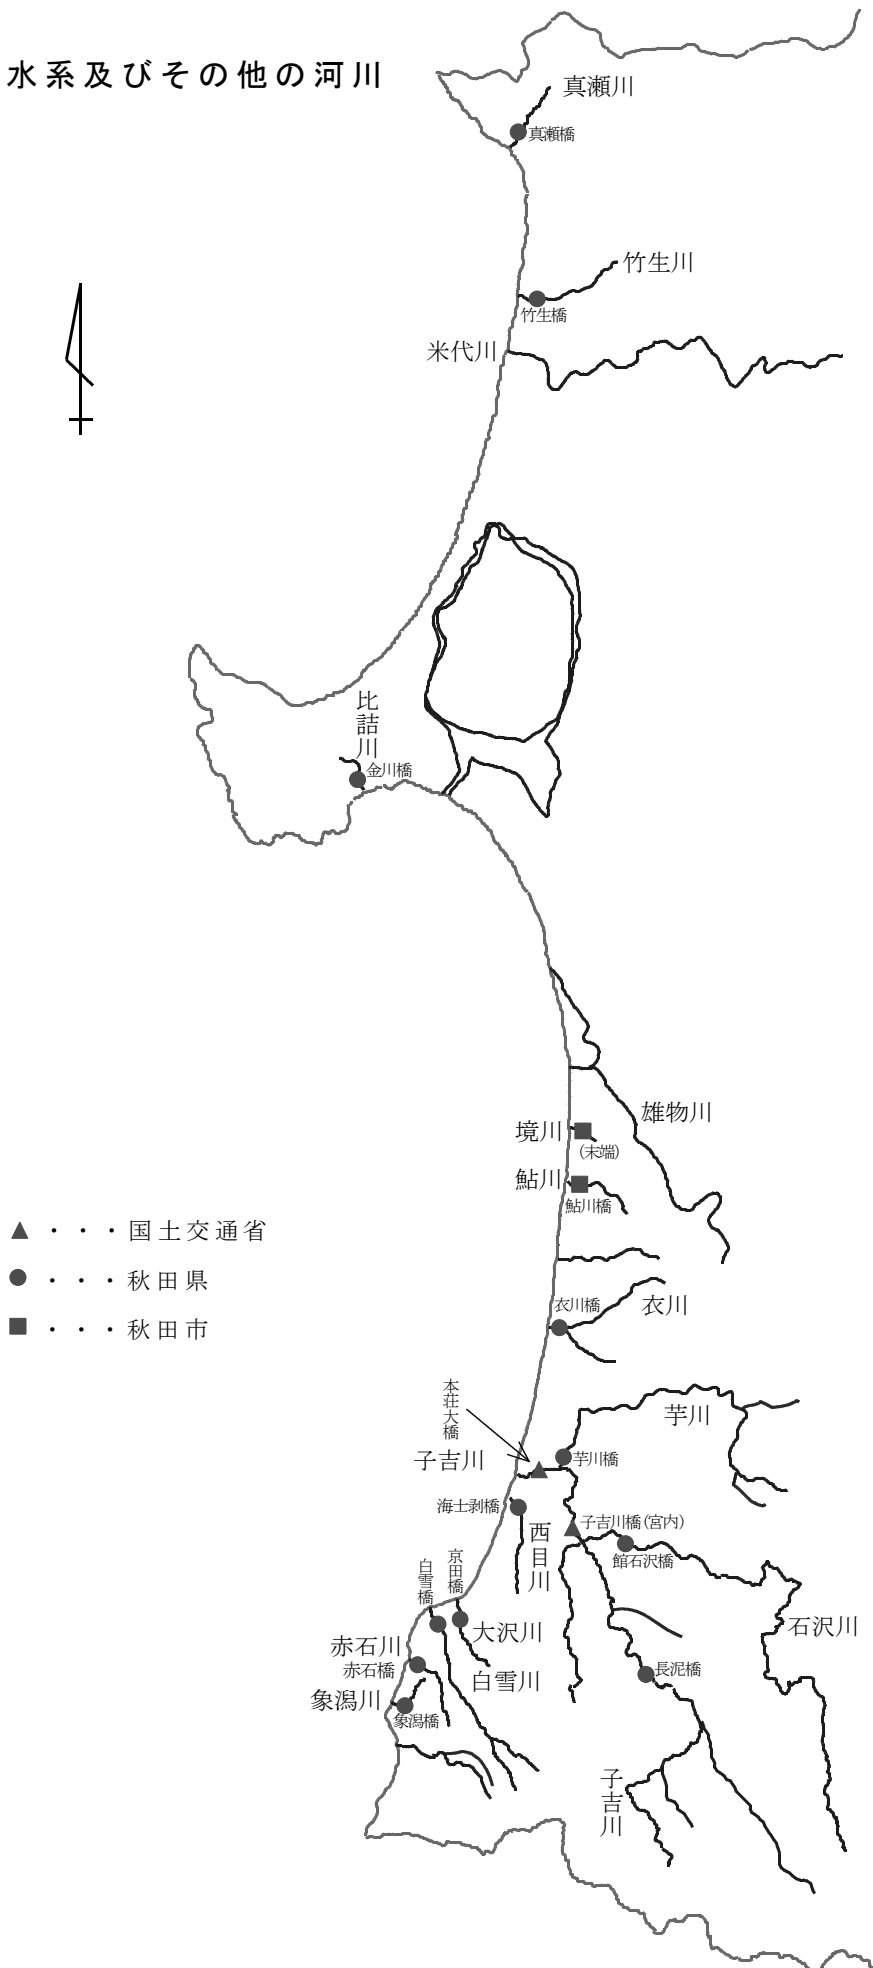 水系及びその他の河川
真瀬川
真瀬橋
竹生川
竹生橋
米代川
比詰川
金川橋
雄物川
境川
(末端)
鮎川
鮎川橋
▲・・・国土交通省
●・・・秋田県
■・・・秋田市
衣川橋
衣川
本荘大橋
芋川
子吉川
芋川橋
海士剥橋
西目川
子吉川橋(宮内)
館石沢橋
京田橋
白雪橋
大沢川
石沢川
赤石川
赤石橋
長泥橋
白雪川
象潟川
象潟橋
子吉川